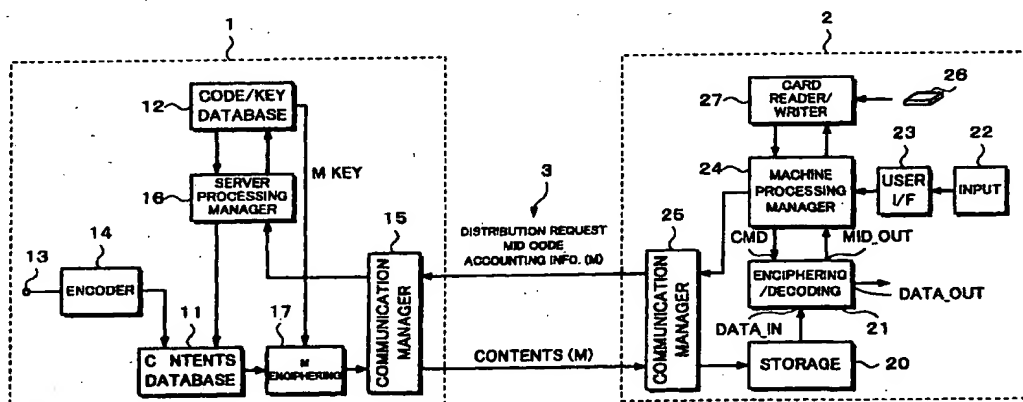 1
2
12
CODE/KEY
DATABASE
27
CARD
READER/
WRITER
26
M KEY
16
SERVER
PROCESSING
MANAGER
24
MACHINE
PROCESSING
MANAGER
23
USER
I/F
22
INPUT
3
DISTRIBUTION REQUEST
MID CODE
ACCOUNTING INFO. (M)
15
COMMUNICATION
MANAGER
25
COMMUNICATION
MANAGER
CMD
MID_OUT
13
14
ENCODER
ENCIPHERING
/DECODING
DATA_OUT
21
DATA_IN
11
C NTENTS
DATABASE
17
M
ENCIPHERING
CONTENTS (M)
STORAGE
20